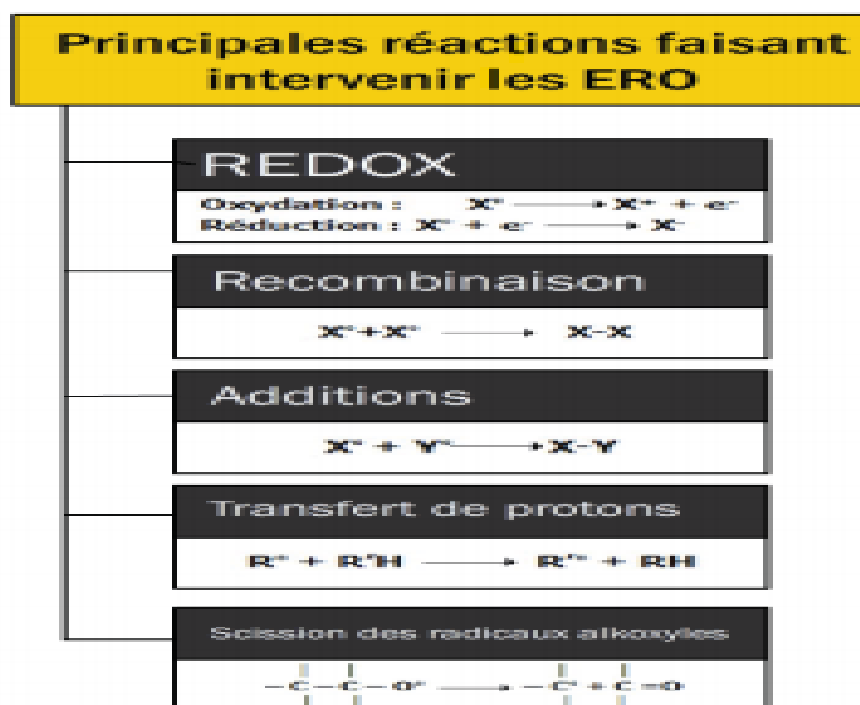 Principales réactions faisant
intervenir les ERO
REDOX
Oxydation : X° → X⁺ + e⁻
Réduction : X° + e⁻ → X⁻
Recombinaison
X°+X° → X-X
Additions
X° + Y° → X-Y
Transfert de protons
R° + R'H → R'° + RH
Scission des radicaux alkoxyles
-C-C-O° → -C° + C=O